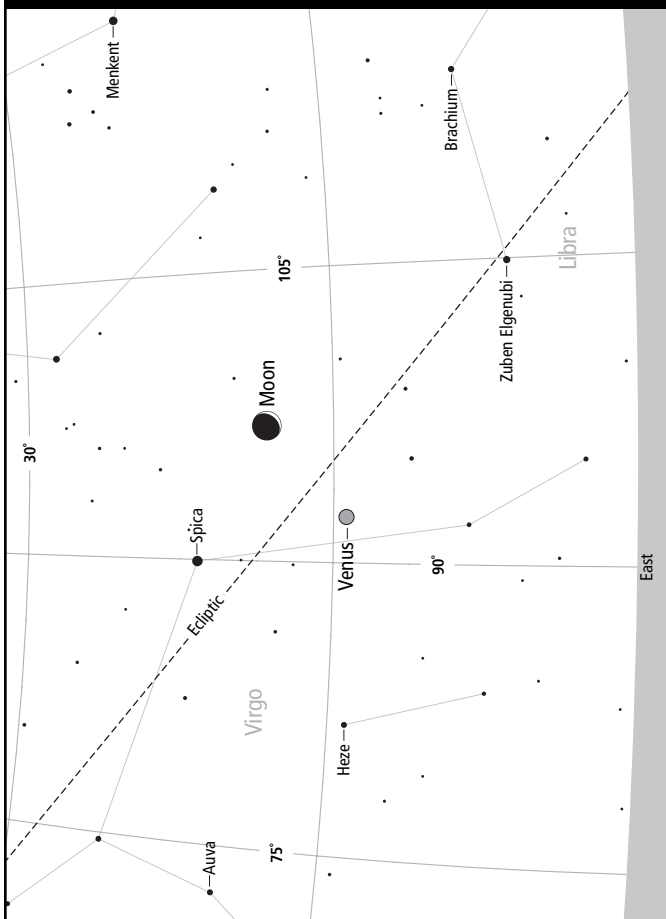 Menkent
Brachium
105°
Libra
Zuben Elgenubi
Moon
30°
Spica
Venus
90°
East
Ecliptic
Virgo
Heze
75°
Auva